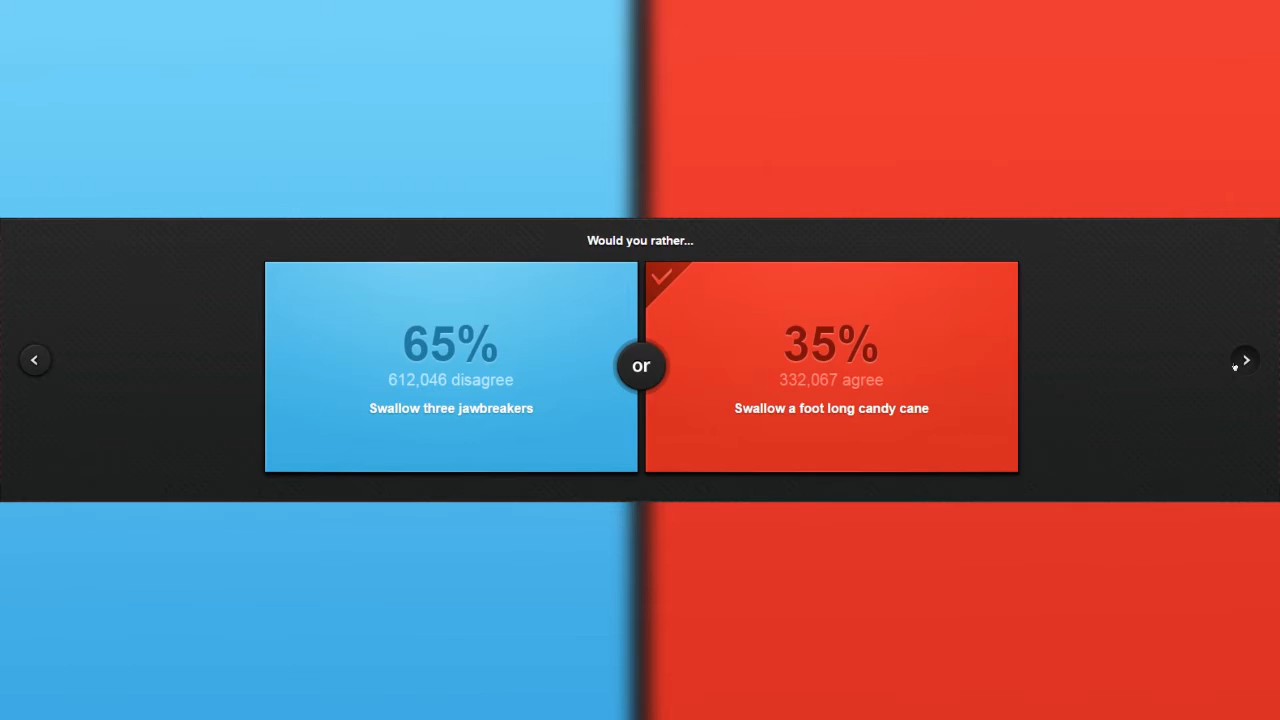 Would you rather...
65%
612,046 disagree
Swallow three jawbreakers
or
35%
332,067 agree
Swallow a foot long candy cane